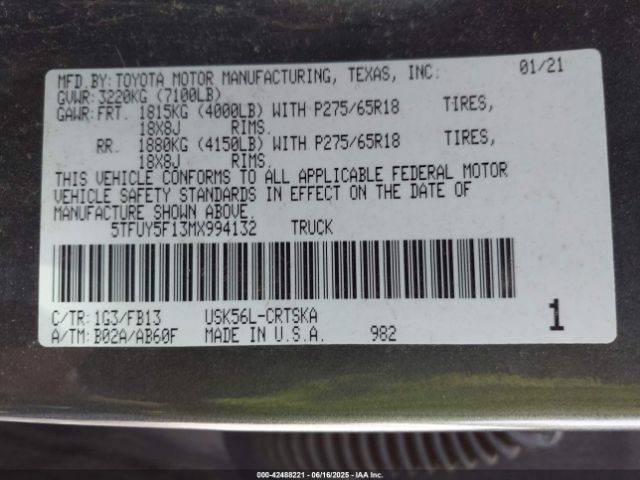 MFD.BY: TOYOTA MOTOR MANUFACTURING, TEXAS, INC. 01/21
GVWR: 3220KG (7100LB)
GAWR: FRT. 1815KG (4000LB) WITH P275/65R18 TIRES,
18X8J RIMS.
RR. 1880KG (4150LB) WITH P275/65R18 TIRES,
18X8J RIMS.
THIS VEHICLE CONFORMS TO ALL APPLICABLE FEDERAL MOTOR
VEHICLE SAFETY STANDARDS IN EFFECT ON THE DATE OF
MANUFACTURE SHOWN ABOVE.
5TFUY5F13MX994132 TRUCK
C/TR: 1G3/FB13 USK56L-CRTSKA 1
A/TM: B02A/AB60F MADE IN U.S.A. 982
000-42488221 - 06/16/2025 - IAA Inc.